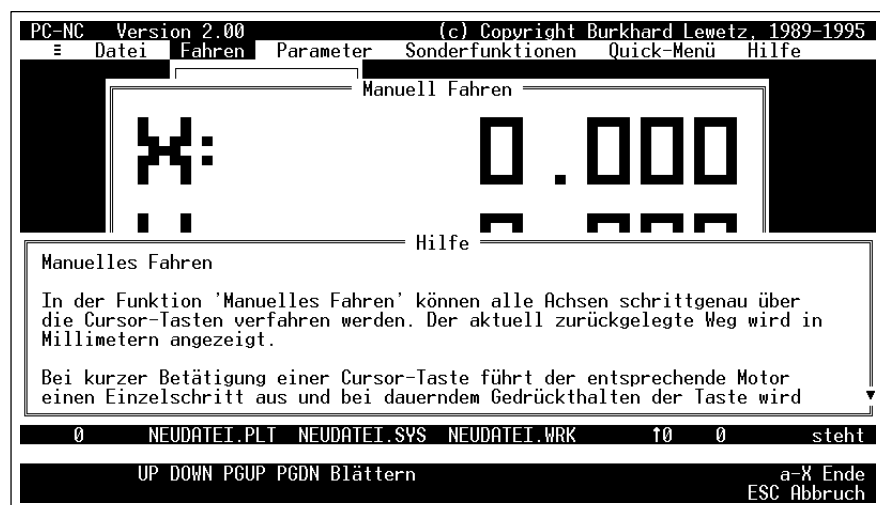 PC-NC Version 2.00 (c) Copyright Burkhard Lewetz, 1989-1995
≡ Datei Fahren Parameter Sonderfunktionen Quick-Menü Hilfe
Manuell Fahren
X: 0.000
Hilfe
Manuelles Fahren
In der Funktion 'Manuelles Fahren' können alle Achsen schrittgenau über
die Cursor-Tasten verfahren werden. Der aktuell zurückgelegte Weg wird in
Millimetern angezeigt.
Bei kurzer Betätigung einer Cursor-Taste führt der entsprechende Motor
einen Einzelschritt aus und bei dauerndem Gedrückthalten der Taste wird
0 NEUDATEI.PLT NEUDATEI.SYS NEUDATEI.WRK ↑0 0 steht
UP DOWN PGUP PGDN Blättern a-X Ende
ESC Abbruch